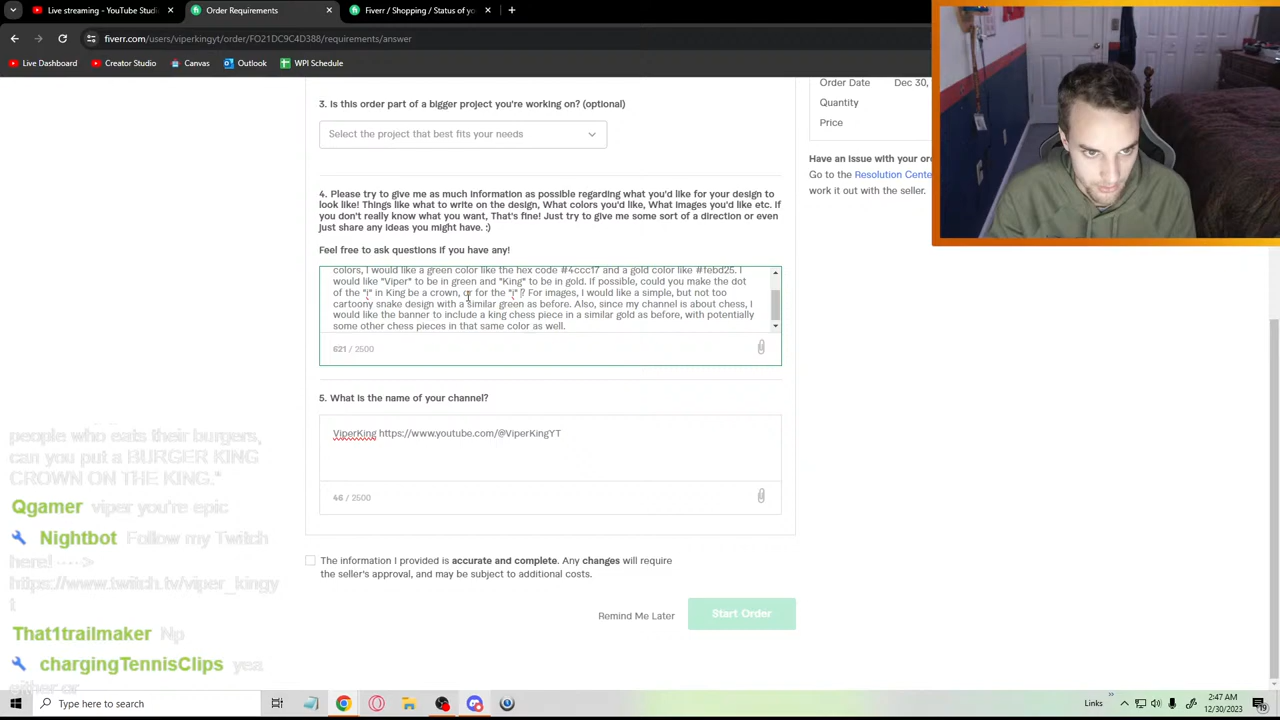 Live streaming - YouTube Studio
Order Requirements
Fiverr / Shopping / Status of yo
fiverr.com/users/viperkingyt/order/FO21DC9C4D388/requirements/answer
Live Dashboard
Creator Studio
Canvas
Outlook
WPI Schedule
3. Is this order part of a bigger project you're working on? (optional)
Select the project that best fits your needs
4. Please try to give me as much information as possible regarding what you'd like for your design to
look like! Things like what to write on the design, What colors you'd like, What images you'd like etc. If
you don't really know what you want, That's fine! Just try to give me some sort of a direction or even
just share any ideas you might have. :)
Feel free to ask questions if you have any!
colors, I would like a green color like the hex code #4ccc17 and a gold color like #febd25. I
would like "Viper" to be in green and "King" to be in gold. If possible, could you make the dot
of the "i" in King be a crown, or for the "i" ? For images, I would like a simple, but not too
cartoony snake design with a similar green as before. Also, since my channel is about chess, I
would like the banner to include a king chess piece in a similar gold as before, with potentially
some other chess pieces in that same color as well.
621 / 2500
5. What is the name of your channel?
ViperKing https://www.youtube.com/@ViperKingYT
46 / 2500
The information I provided is accurate and complete. Any changes will require
the seller's approval, and may be subject to additional costs.
Remind Me Later
Start Order
Order Date Dec 30,
Quantity
Price
Have an issue with your ord
Go to the Resolution Cente
work it out with the seller.
people who eats their burgers,
can you put a BURGER KING
CROWN ON THE KING."
Qgamer viper you're epic
Nightbot Follow my Twitch
here! ---->
https://www.twitch.tv/viper_kingy
t
That1trailmaker Np
chargingTennisClips yea
either or
Type here to search
Links
2:47 AM
12/30/2023
19